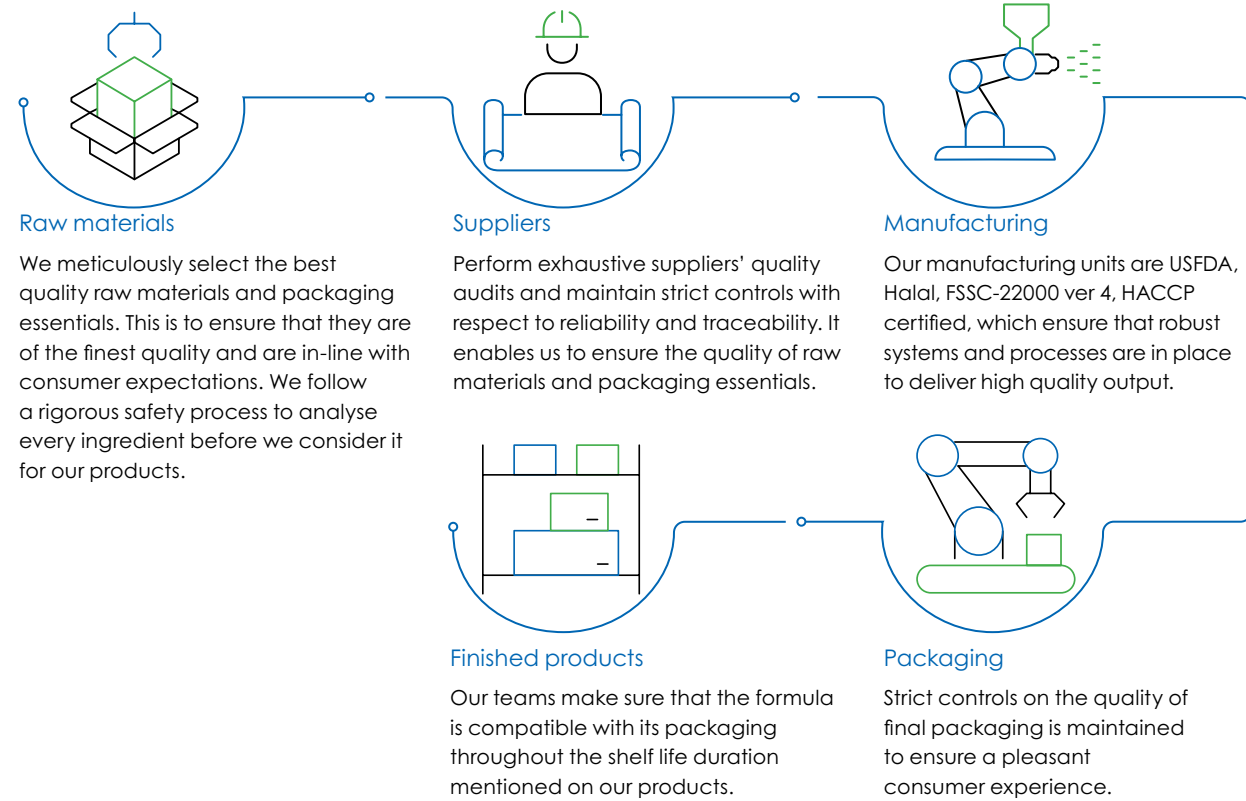 Raw materials
We meticulously select the best
quality raw materials and packaging
essentials. This is to ensure that they are
of the finest quality and are in-line with
consumer expectations. We follow
a rigorous safety process to analyse
every ingredient before we consider it
for our products.
Suppliers
Perform exhaustive suppliers’ quality
audits and maintain strict controls with
respect to reliability and traceability. It
enables us to ensure the quality of raw
materials and packaging essentials.
Manufacturing
Our manufacturing units are USFDA,
Halal, FSSC-22000 ver 4, HACCP
certified, which ensure that robust
systems and processes are in place
to deliver high quality output.
Finished products
Our teams make sure that the formula
is compatible with its packaging
throughout the shelf life duration
mentioned on our products.
Packaging
Strict controls on the quality of
final packaging is maintained
to ensure a pleasant
consumer experience.